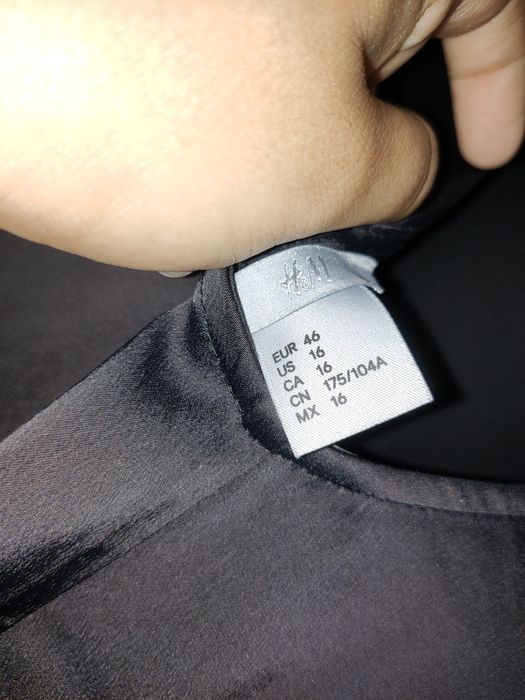 H&M
EUR 46
US 16
CA 16
CN 175/104A
MX 16